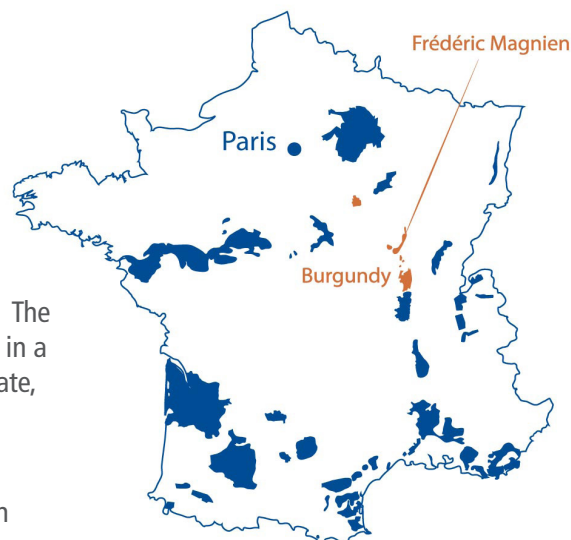 Frédéric Magnien
Paris
Burgundy
The
in a
ate,
n